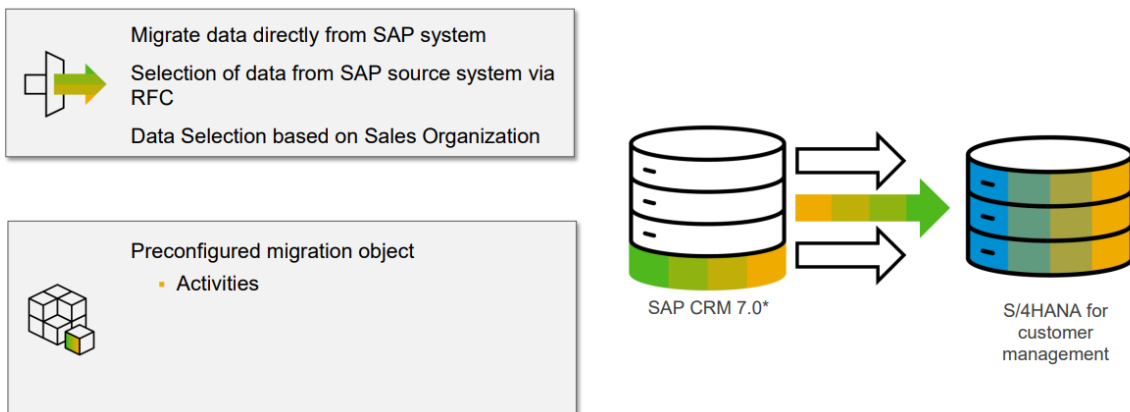 Migrate data directly from SAP system
Selection of data from SAP source system via
RFC
Data Selection based on Sales Organization
Preconfigured migration object
Activities
SAP CRM 7.0*
S/4HANA for
customer
management